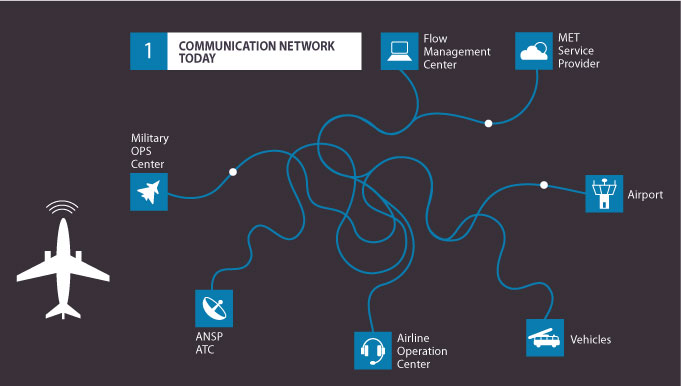 1
COMMUNICATION NETWORK
TODAY
Flow
Management
Center
MET
Service
Provider
Military
OPS
Center
Airport
ANSP
ATC
Airline
Operation
Center
Vehicles